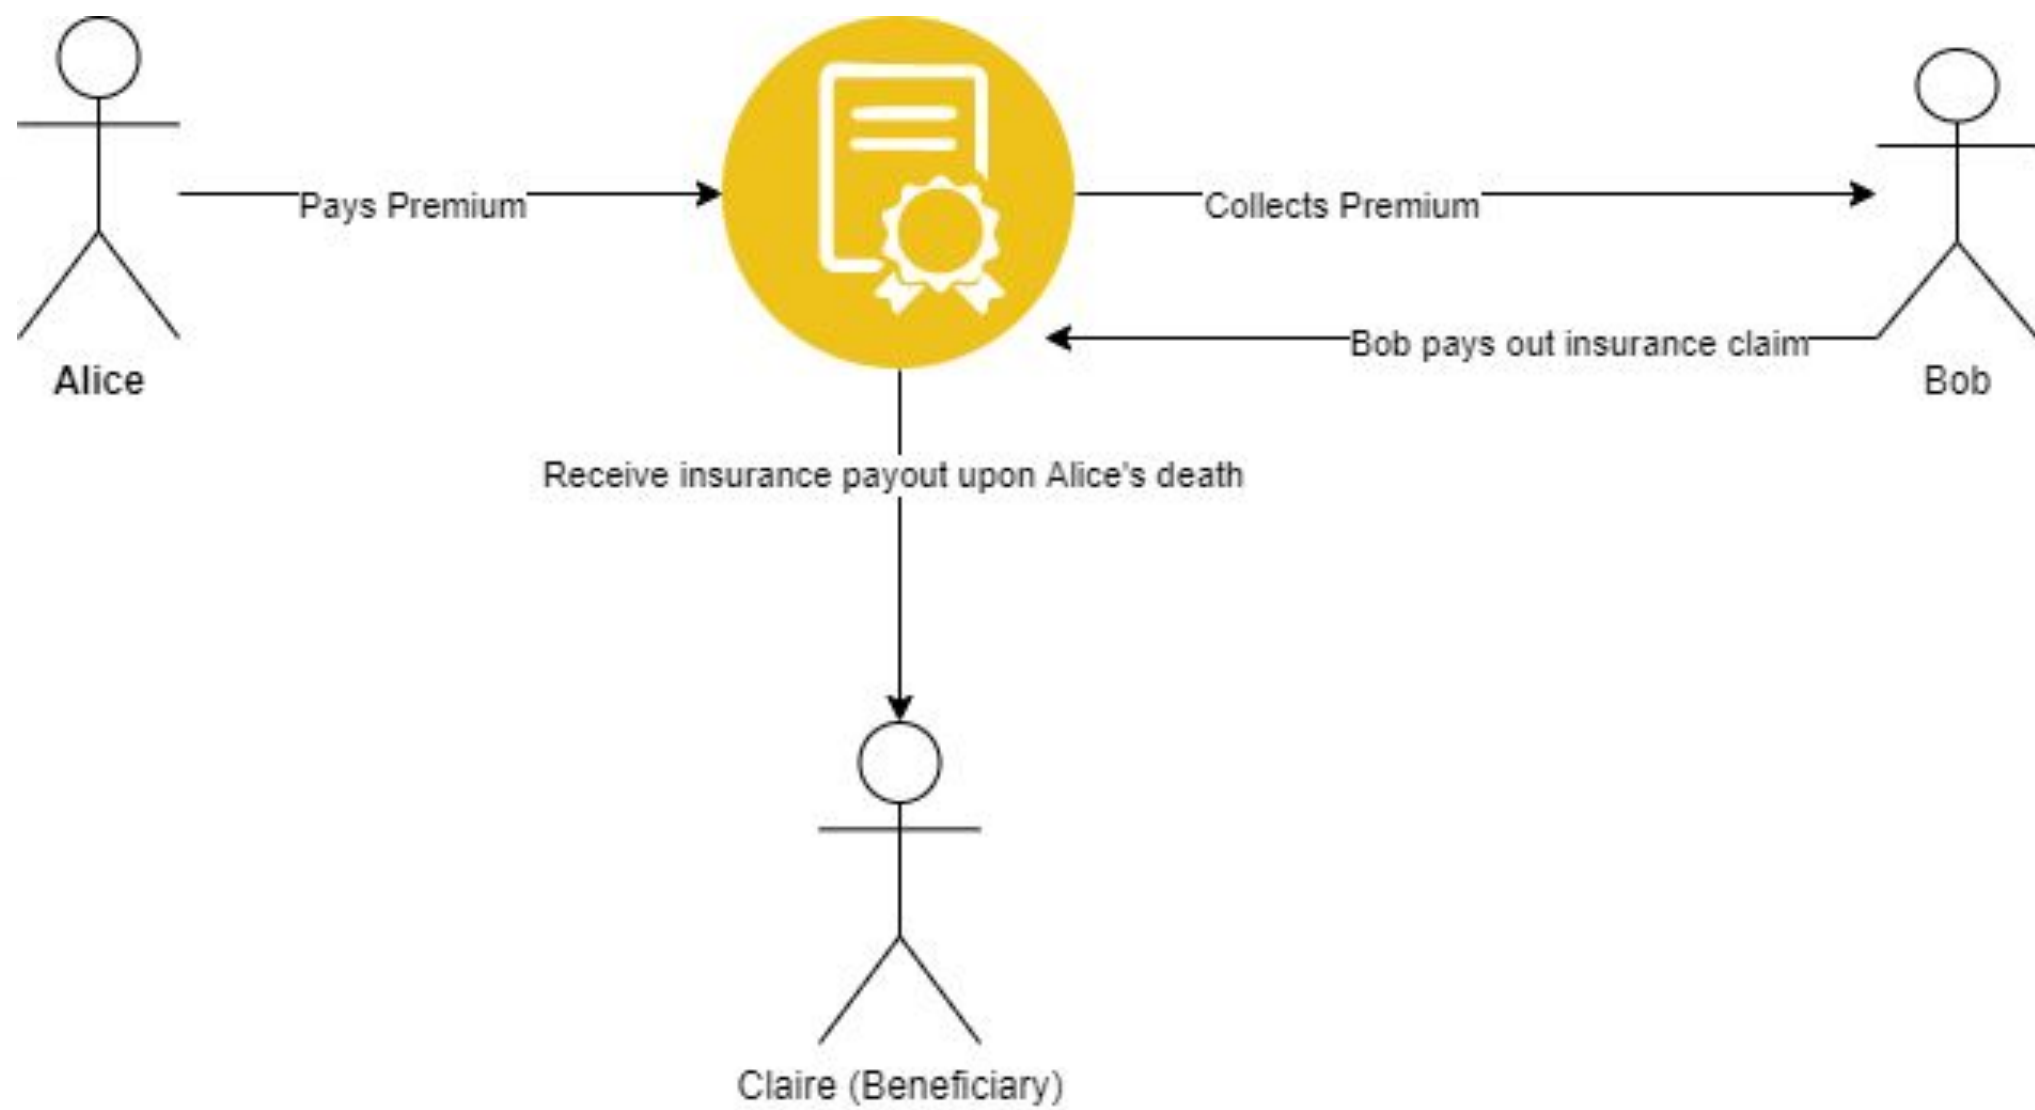 Pays Premium
Collects Premium
Bob pays out insurance claim
Alice
Bob
Receive insurance payout upon Alice's death
Claire (Beneficiary)